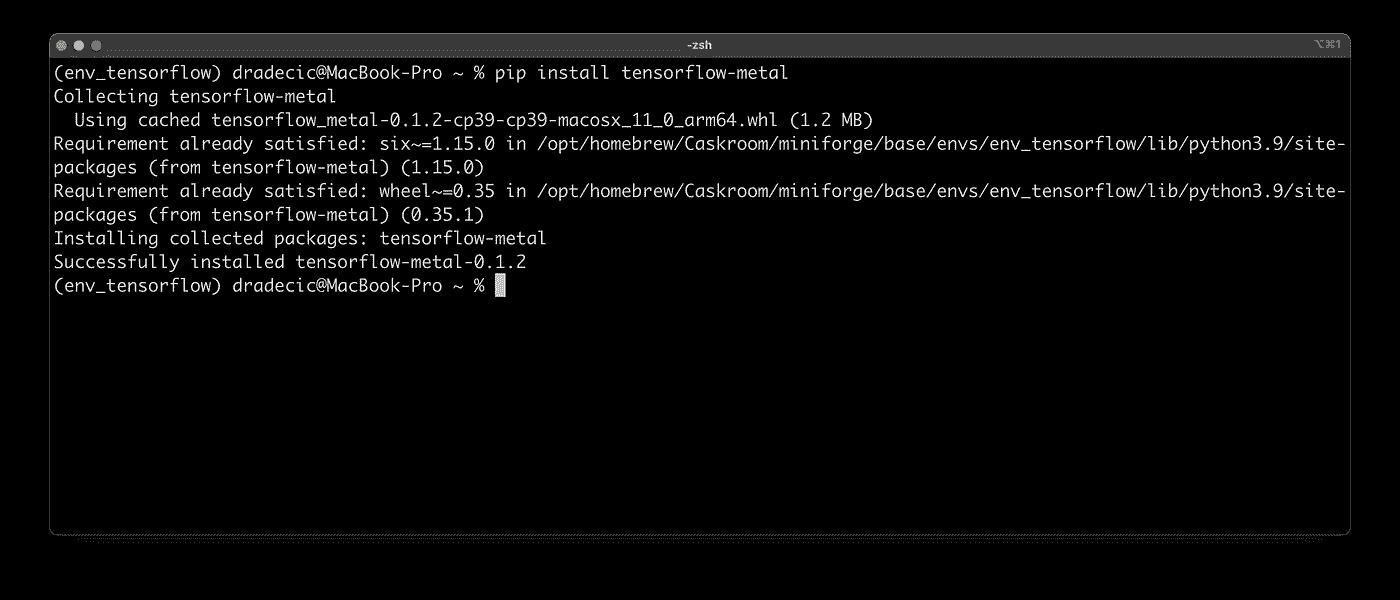 -zsh
⌥⌘1
(env_tensorflow) dradecic@MacBook-Pro ~ % pip install tensorflow-metal
Collecting tensorflow-metal
  Using cached tensorflow_metal-0.1.2-cp39-cp39-macosx_11_0_arm64.whl (1.2 MB)
Requirement already satisfied: six~=1.15.0 in /opt/homebrew/Caskroom/miniforge/base/envs/env_tensorflow/lib/python3.9/site-
packages (from tensorflow-metal) (1.15.0)
Requirement already satisfied: wheel~=0.35 in /opt/homebrew/Caskroom/miniforge/base/envs/env_tensorflow/lib/python3.9/site-
packages (from tensorflow-metal) (0.35.1)
Installing collected packages: tensorflow-metal
Successfully installed tensorflow-metal-0.1.2
(env_tensorflow) dradecic@MacBook-Pro ~ %